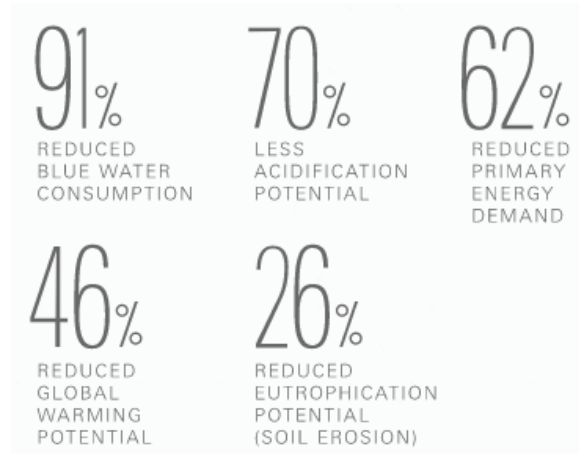 91%
REDUCED
BLUE WATER
CONSUMPTION
70%
LESS
ACIDIFICATION
POTENTIAL
62%
REDUCED
PRIMARY
ENERGY
DEMAND
46%
REDUCED
GLOBAL
WARMING
POTENTIAL
26%
REDUCED
EUTROPHICATION
POTENTIAL
(SOIL EROSION)